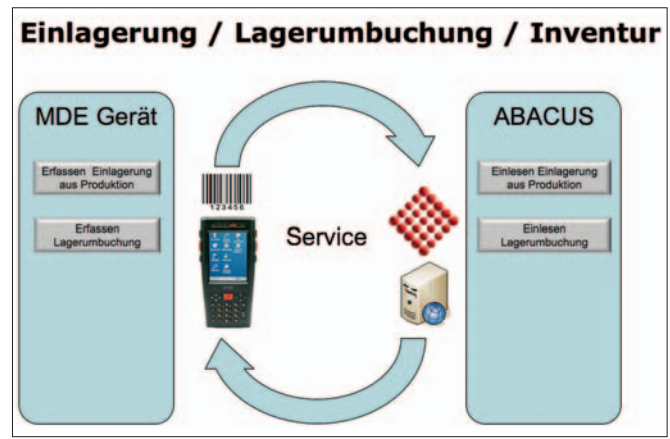 Einlagerung / Lagerumbuchung / Inventur
MDE Gerät
Erfassen Einlagerung
aus Produktion
Erfassen
Lagerumbuchung
123456
Service
ABACUS
Einlesen Einlagerung
aus Produktion
Einlesen
Lagerumbuchung